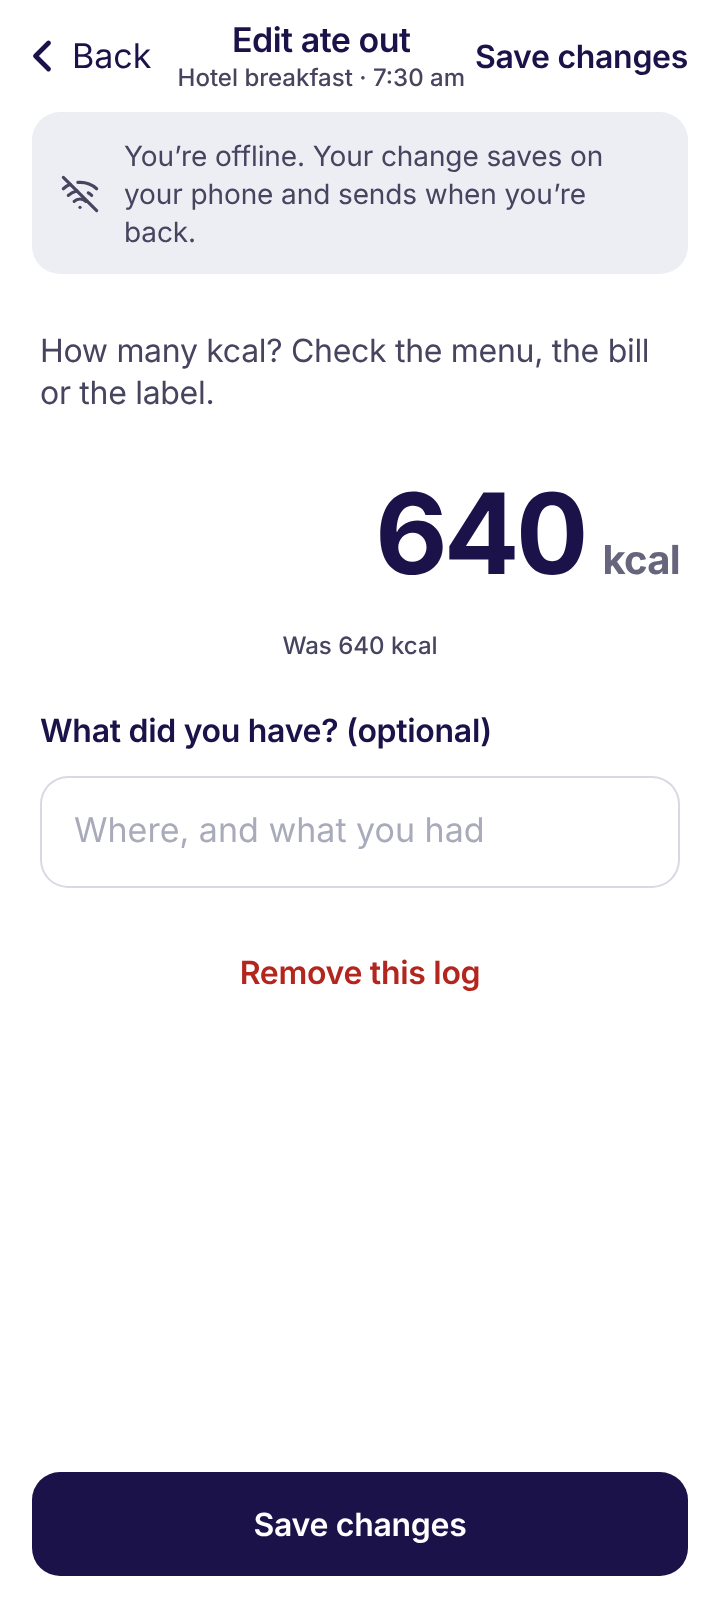 Back
Edit ate out
Hotel breakfast · 7:30 am
Save changes
You’re offline. Your change saves on
your phone and sends when you’re
back.
How many kcal? Check the menu, the bill
or the label.
640 kcal
Was 640 kcal
What did you have? (optional)
Where, and what you had
Remove this log
Save changes